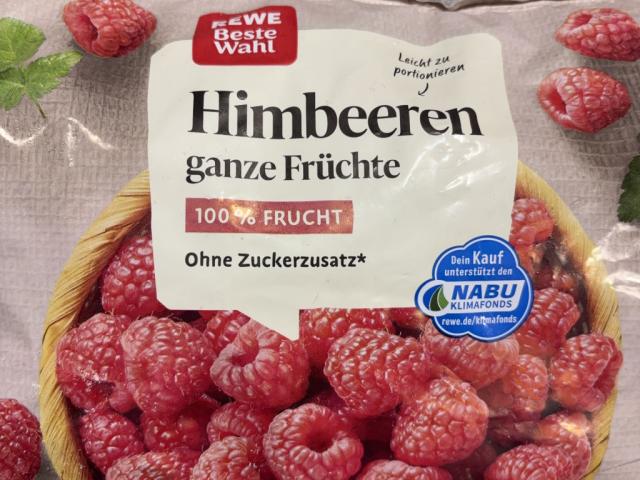 REWE
Beste
Wahl
Leicht zu
portionieren
Himbeeren
ganze Früchte
100 % FRUCHT
Ohne Zuckerzusatz*
Dein Kauf
unterstützt den
NABU
KLIMAFONDS
rewe.de/klimafonds